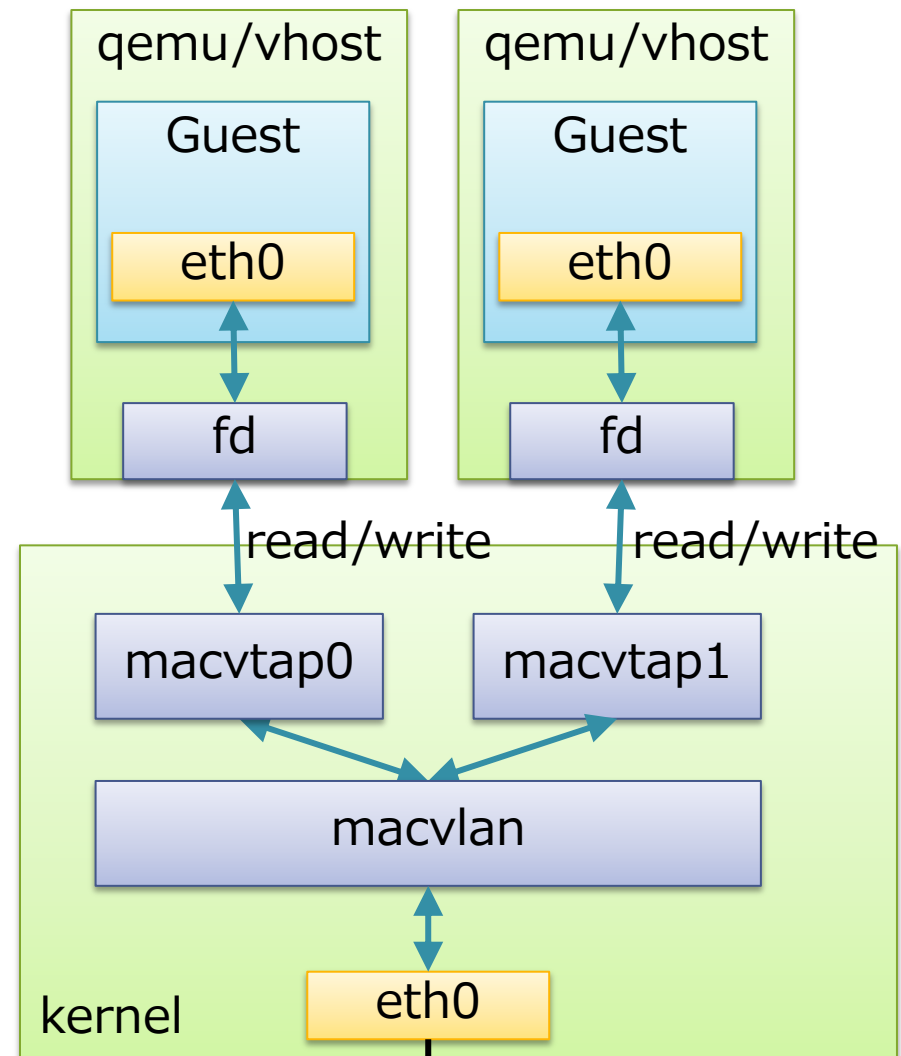 qemu/vhost
qemu/vhost
Guest
Guest
eth0
eth0
fd
fd
read/write
read/write
macvtap0
macvtap1
macvlan
eth0
kernel